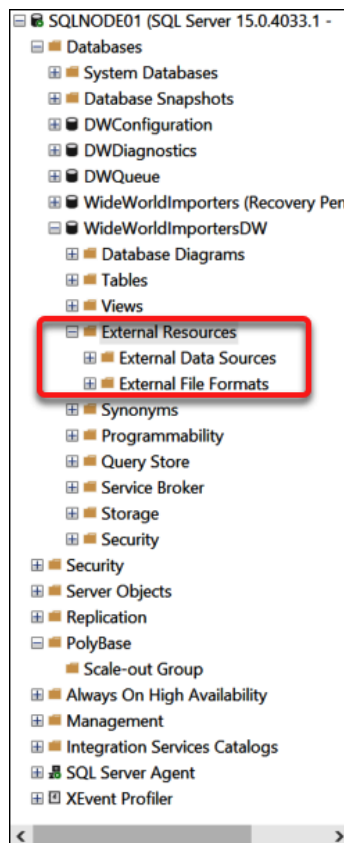 SQLNODE01 (SQL Server 15.0.4033.1 -
Databases
System Databases
Database Snapshots
DWConfiguration
DWDiagnostics
DWQueue
WideWorldImporters (Recovery Pen
WideWorldImportersDW
Database Diagrams
Tables
Views
External Resources
External Data Sources
External File Formats
Synonyms
Programmability
Query Store
Service Broker
Storage
Security
Security
Server Objects
Replication
PolyBase
Scale-out Group
Always On High Availability
Management
Integration Services Catalogs
SQL Server Agent
XEvent Profiler